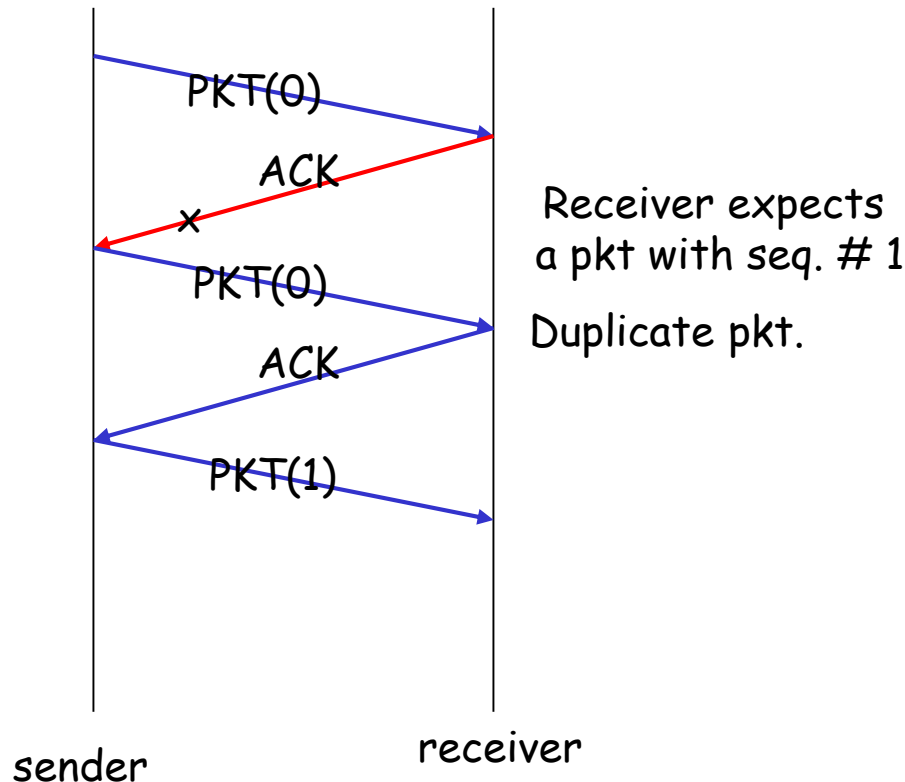 PKT(0)
ACK
x
Receiver expects
a pkt with seq. # 1
PKT(0)
Duplicate pkt.
ACK
PKT(1)
sender
receiver